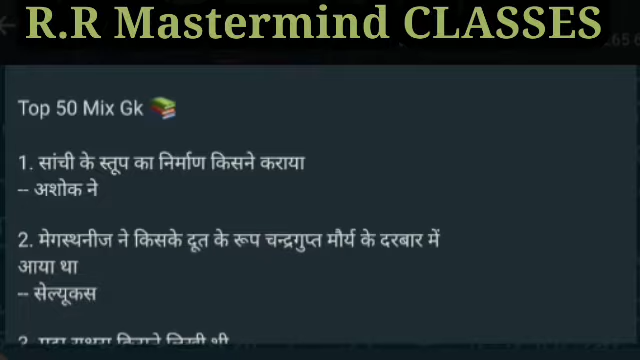 R.R Mastermind CLASSES
Top 50 Mix Gk
1. सांची के स्तूप का निर्माण किसने कराया
-- अशोक ने
2. मेगस्थनीज ने किसके दूत के रूप चन्द्रगुप्त मौर्य के दरबार में
आया था
-- सेल्यूकस